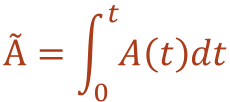 Ã = ∫₀ᵗ A(t)dt